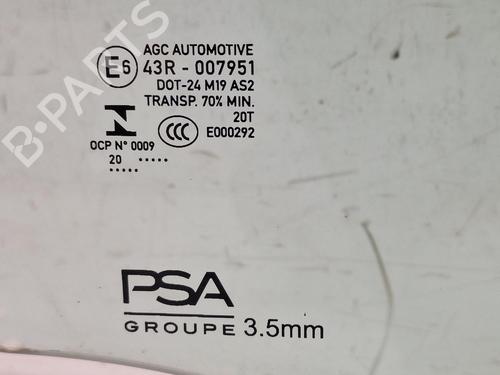 AGC AUTOMOTIVE
E6 43R - 007951
DOT-24 M19 AS2
TRANSP. 70% MIN.
20T
N CCC E000292
OCP N° 0009
20
PSA
GROUPE 3.5mm
B-PARTS